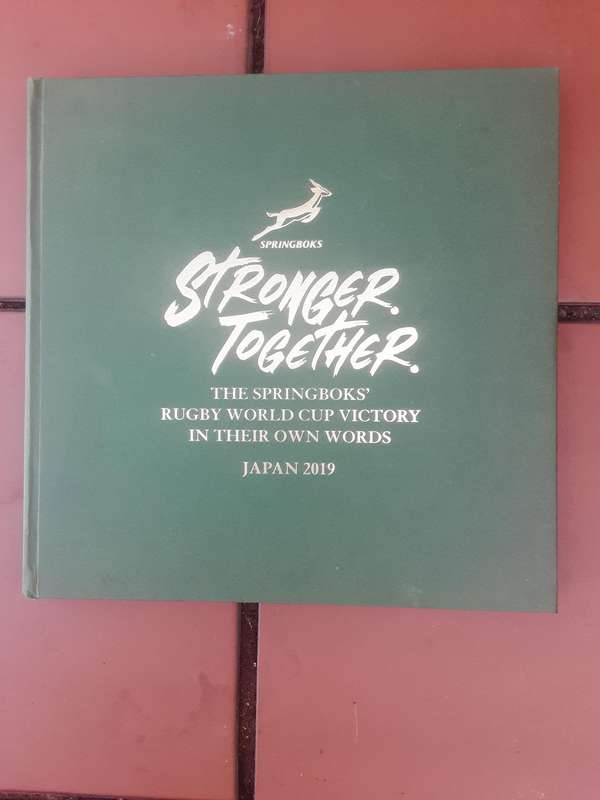 SPRINGBOKS
STRONGER.
TOGETHER.
THE SPRINGBOKS'
RUGBY WORLD CUP VICTORY
IN THEIR OWN WORDS
JAPAN 2019